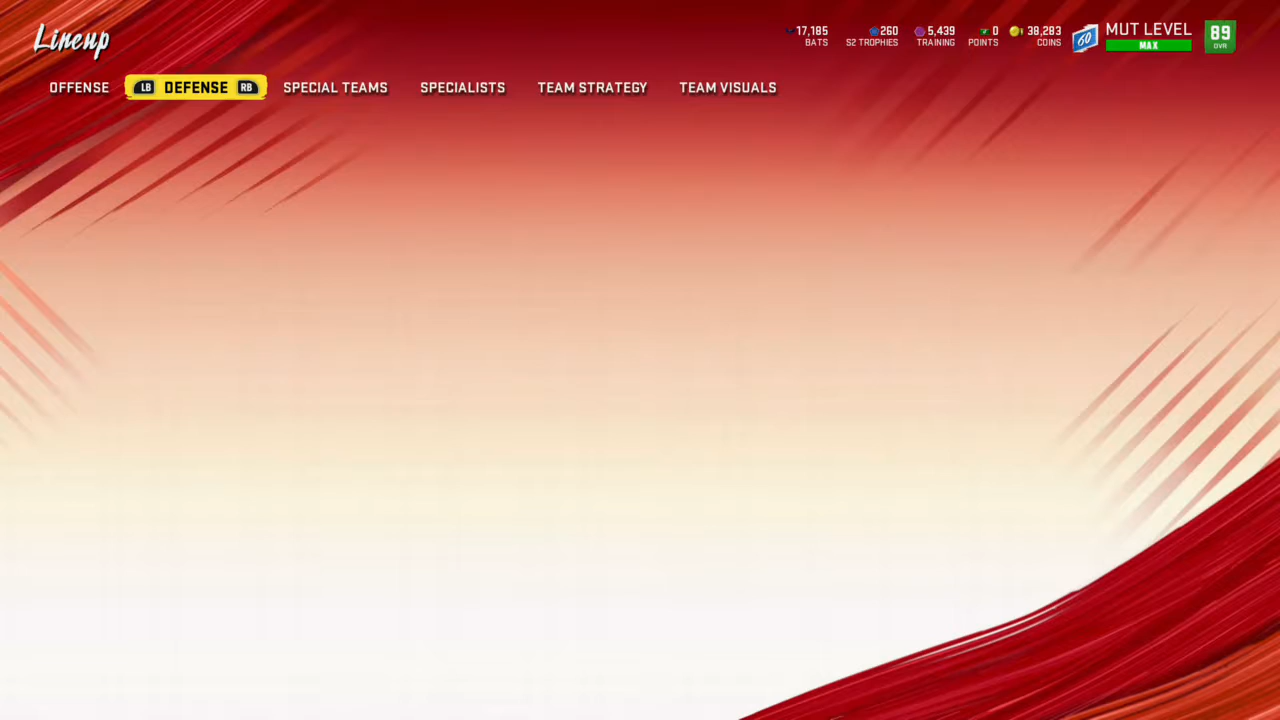 Lineup
17,185 BATS
260 S2 TROPHIES
5,439 TRAINING
0 POINTS
38,283 COINS
60
MUT LEVEL
MAX
89
OVR
OFFENSE LB DEFENSE RB SPECIAL TEAMS SPECIALISTS TEAM STRATEGY TEAM VISUALS